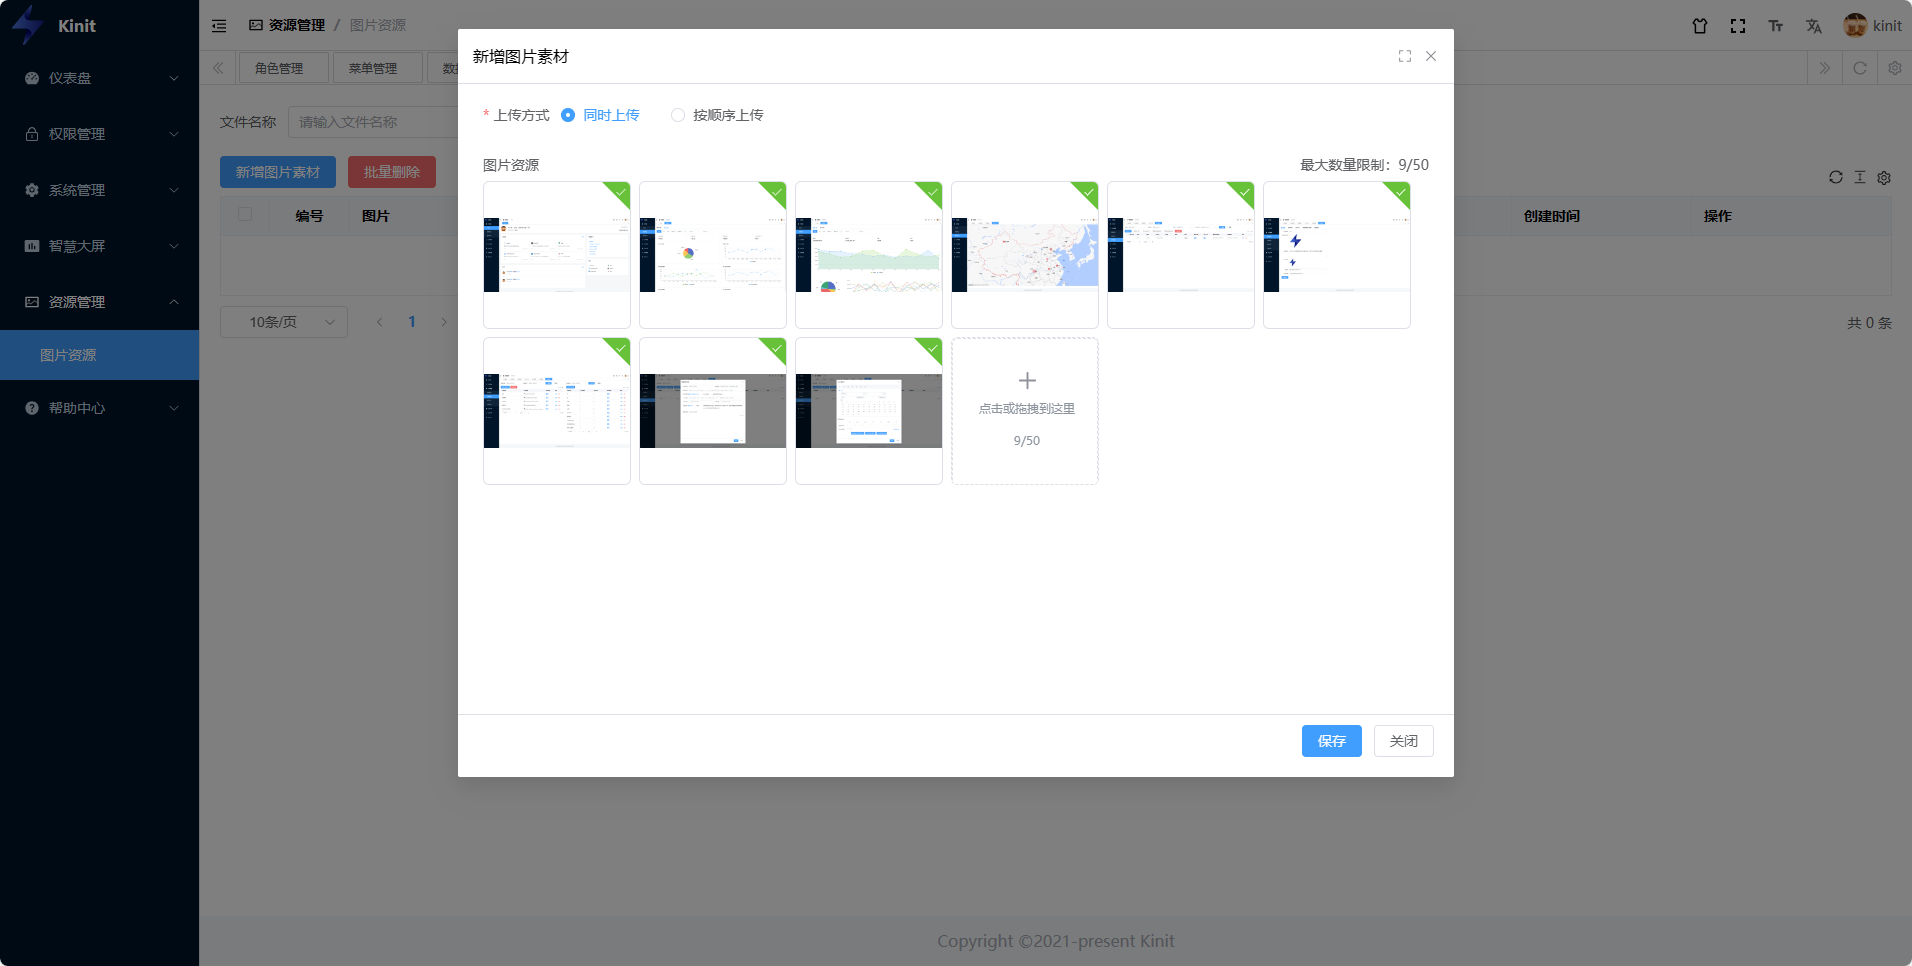 Kinit
仪表盘
权限管理
系统管理
智慧大屏
资源管理
图片资源
帮助中心
资源管理 / 图片资源
kinit
角色管理
菜单管理
文件名称 请输入文件名称
新增图片素材 批量删除
编号 图片 创建时间 操作
10条/页 1 共 0 条
新增图片素材
* 上传方式 同时上传 按顺序上传
图片资源 最大数量限制：9/50
点击或拖拽到这里
9/50
保存 关闭
Copyright ©2021-present Kinit